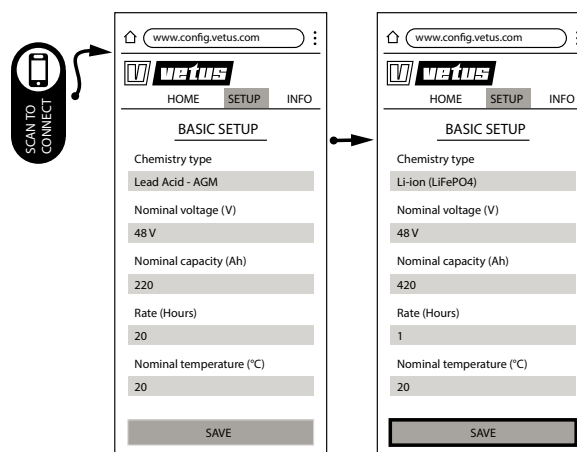 SCAN TO
CONNECT
www.config.vetus.com
V vetus
HOME SETUP INFO
BASIC SETUP
Chemistry type
Lead Acid - AGM
Nominal voltage (V)
48 V
Nominal capacity (Ah)
220
Rate (Hours)
20
Nominal temperature (°C)
20
SAVE
www.config.vetus.com
V vetus
HOME SETUP INFO
BASIC SETUP
Chemistry type
Li-ion (LiFePO4)
Nominal voltage (V)
48 V
Nominal capacity (Ah)
420
Rate (Hours)
1
Nominal temperature (°C)
20
SAVE